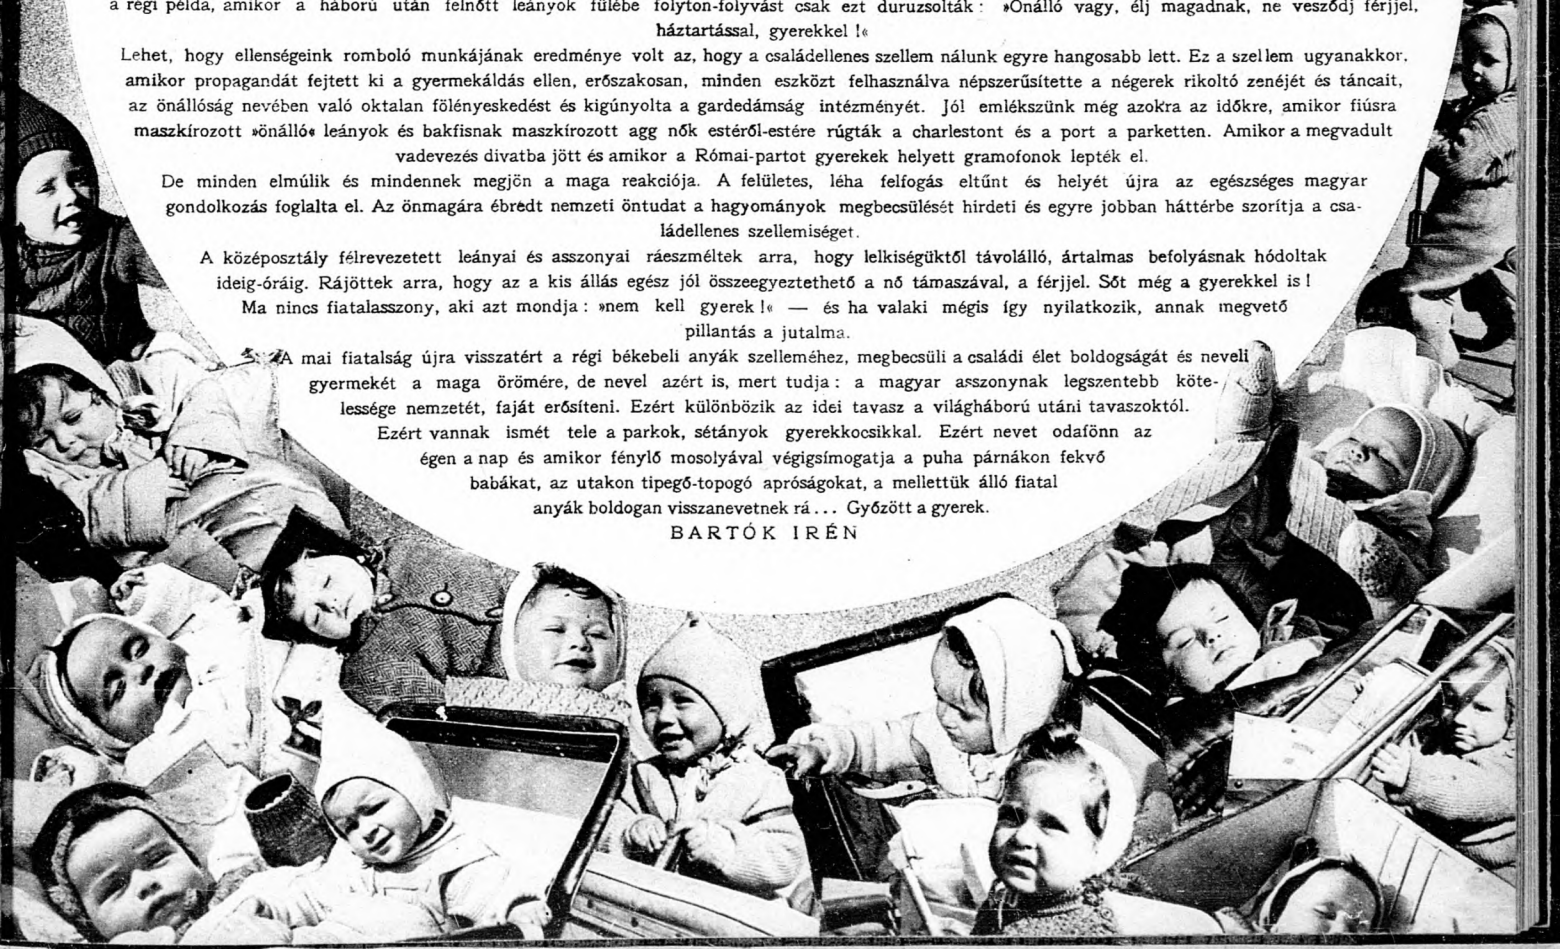 a régi példa, amikor a háború után felnőtt leányok fülébe folyton-folyvást csak ezt duruzsolták : »Önálló vagy, élj magadnak, ne vesződj férjjel,
háztartással, gyerekkel !«
Lehet, hogy ellenségeink romboló munkájának eredménye volt az, hogy a családellenes szellem nálunk egyre hangosabb lett. Ez a szellem ugyanakkor,
amikor propagandát fejtett ki a gyermekáldás ellen, erőszakosan, minden eszközt felhasználva népszerűsítette a négerek rikoltó zenéjét és táncait,
az önállóság nevében való oktalan fölényeskedést és kigúnyolta a gardedámság intézményét. Jól emlékszünk még azokra az időkre, amikor fiúsra
maszkírozott »önálló« leányok és bakfisnak maszkírozott agg nők estéről-estére rúgták a charlestont és a port a parketten. Amikor a megvadult
vadevezés divatba jött és amikor a Római-partot gyerekek helyett gramofonok lepték el.
De minden elmúlik és mindennek megjön a maga reakciója. A felületes, léha felfogás eltűnt és helyét újra az egészséges magyar
gondolkozás foglalta el. Az önmagára ébredt nemzeti öntudat a hagyományok megbecsülését hirdeti és egyre jobban háttérbe szorítja a csa-
ládellenes szellemiséget.
A középosztály félrevezetett leányai és asszonyai ráeszméltek arra, hogy lelkiségüktől távolálló, ártalmas befolyásnak hódoltak
ideig-óráig. Rájöttek arra, hogy az a kis állás egész jól összeegyeztethető a nő támaszával, a férjjel. Sőt még a gyerekkel is !
Ma nincs fiatalasszony, aki azt mondja : »nem kell gyerek !« — és ha valaki mégis így nyilatkozik, annak megvető
pillantás a jutalma.
A mai fiatalság újra visszatért a régi békebeli anyák szelleméhez, megbecsüli a családi élet boldogságát és neveli
gyermekét a maga örömére, de nevel azért is, mert tudja : a magyar asszonynak legszentebb köte-
lessége nemzetét, faját erősíteni. Ezért különbözik az idei tavasz a világháború utáni tavaszoktól.
Ezért vannak ismét tele a parkok, sétányok gyerekkocsikkal. Ezért nevet odafönn az
égen a nap és amikor fénylő mosolyával végigsímogatja a puha párnákon fekvő
babákat, az utakon tipegő-topogó apróságokat, a mellettük álló fiatal
anyák boldogan visszanevetnek rá ... Győzött a gyerek.
BARTÓK IRÉN